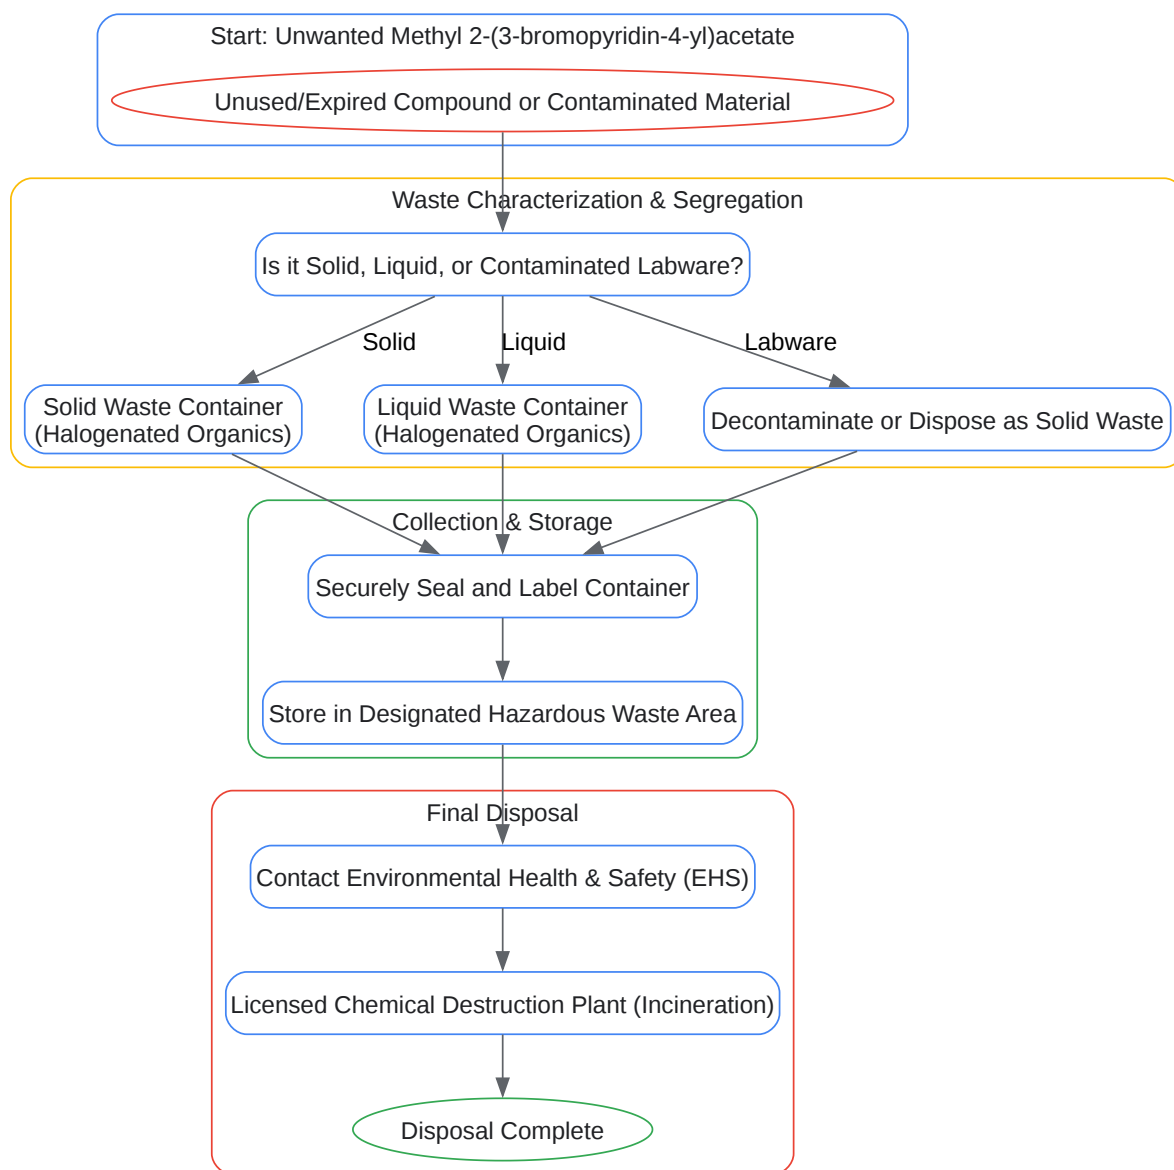 Start: Unwanted Methyl 2-(3-bromopyridin-4-yl)acetate
Unused/Expired Compound or Contaminated Material
Waste Characterization & Segregation
Is it Solid, Liquid, or Contaminated Labware?
Solid
Liquid
Labware
Solid Waste Container
(Halogenated Organics)
Liquid Waste Container
(Halogenated Organics)
Decontaminate or Dispose as Solid Waste
Collection & Storage
Securely Seal and Label Container
Store in Designated Hazardous Waste Area
Final Disposal
Contact Environmental Health & Safety (EHS)
Licensed Chemical Destruction Plant (Incineration)
Disposal Complete